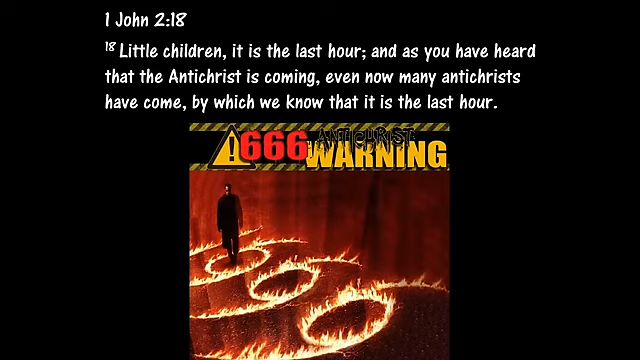 1 John 2:18
18 Little children, it is the last hour; and as you have heard
that the Antichrist is coming, even now many antichrists
have come, by which we know that it is the last hour.
666 ANTICHRIST
WARNING